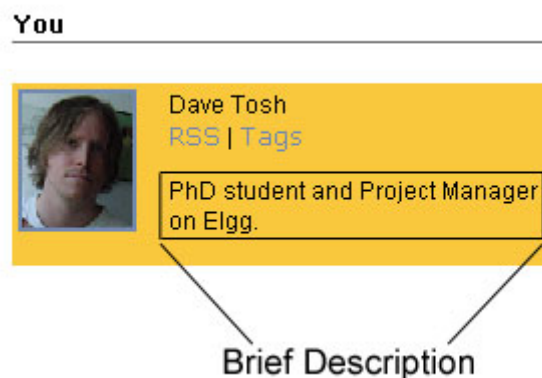 You
Dave Tosh
RSS | Tags
PhD student and Project Manager
on Elgg.
Brief Description